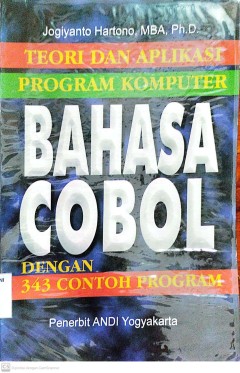 Jogiyanto Hartono, MBA, Ph.D.
TEORI DAN APLIKASI
PROGRAM KOMPUTER
BAHASA
COBOL
DENGAN
343 CONTOH PROGRAM
Penerbit ANDI Yogyakarta